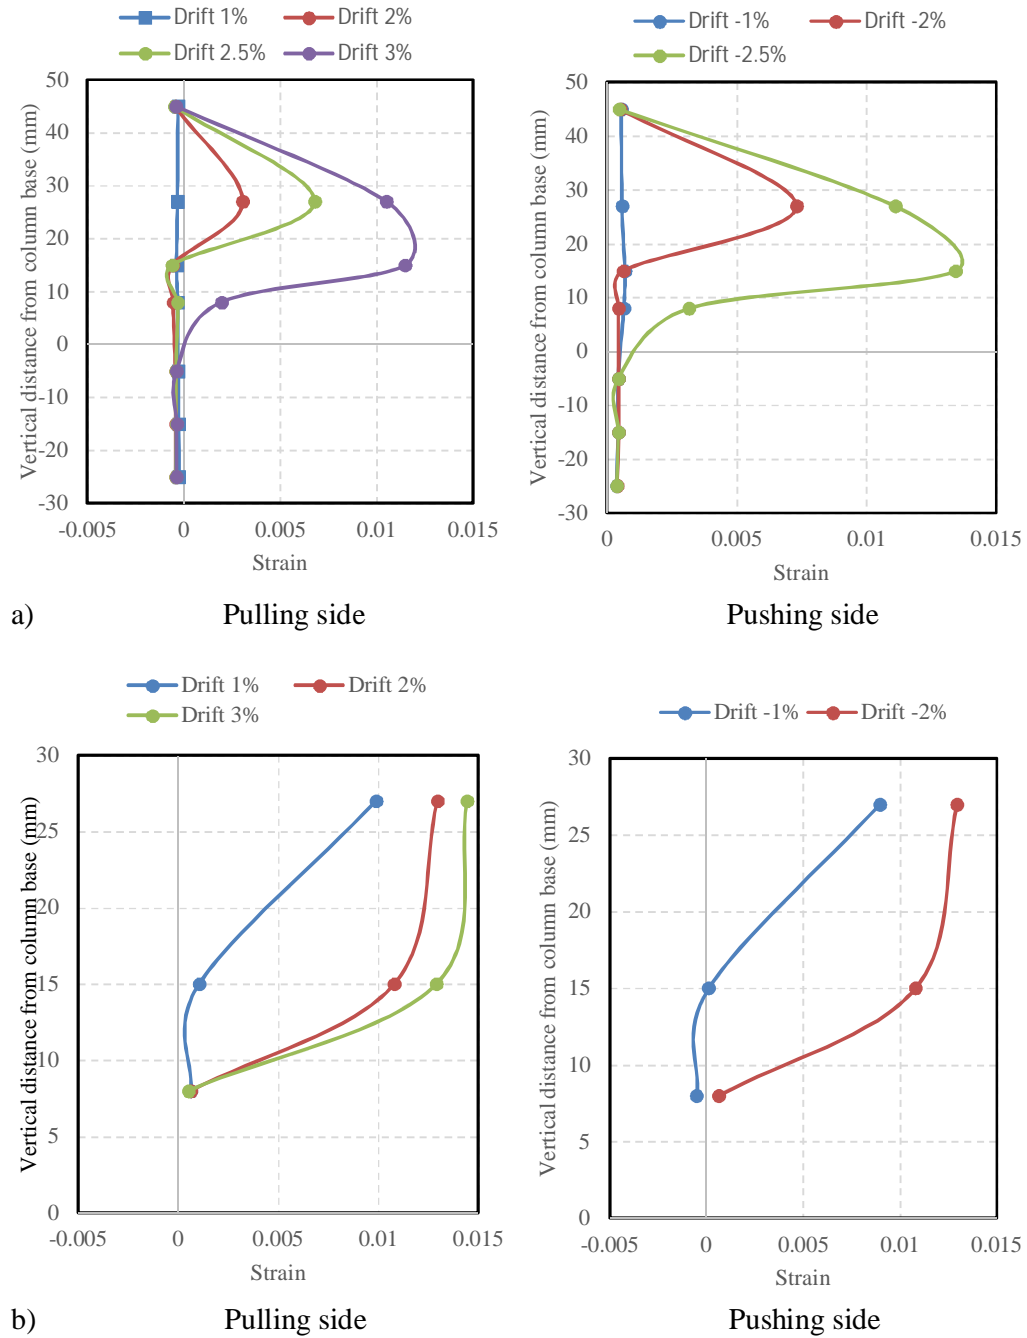 Drift 1%
Drift 2%
Drift 2.5%
Drift 3%
Vertical distance from column base (mm)
50
40
30
20
10
0
-10
-20
-30
-0.005
0
0.005
0.01
0.015
Strain
Drift -1%
Drift -2%
Drift -2.5%
Vertical distance from column base (mm)
50
40
30
20
10
0
-10
-20
-30
0
0.005
0.01
0.015
Strain
a)
Pulling side
Pushing side
Drift 1%
Drift 2%
Drift 3%
Vertical distance from column base (mm)
30
25
20
15
10
5
0
-0.005
0
0.005
0.01
0.015
Strain
Drift -1%
Drift -2%
Vertical distance from column base (mm)
30
25
20
15
10
5
0
-0.005
0
0.005
0.01
0.015
Strain
b)
Pulling side
Pushing side